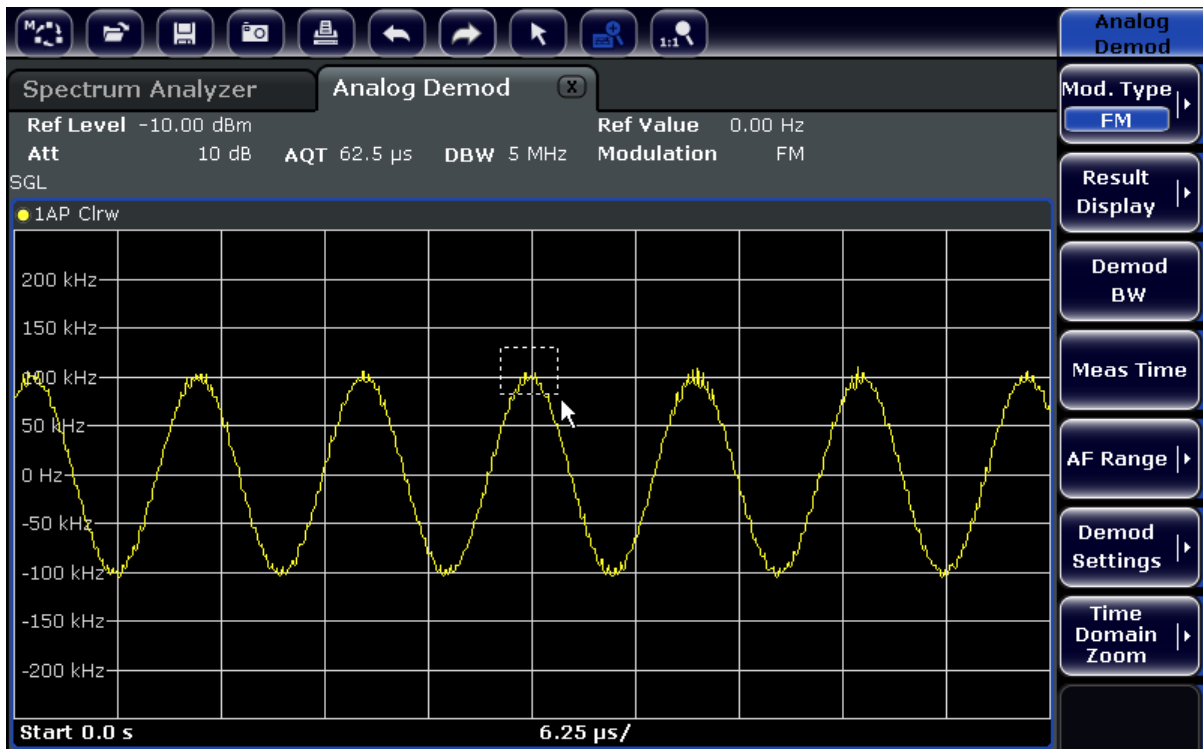 Analog
Demod
1:1
Spectrum Analyzer
Analog Demod
X
Mod. Type
FM
Ref Level -10.00 dBm
Ref Value 0.00 Hz
Att 10 dB AQT 62.5 µs DBW 5 MHz Modulation FM
SGL
1AP Clrw
Result
Display
200 kHz
150 kHz
100 kHz
50 kHz
0 Hz
-50 kHz
-100 kHz
-150 kHz
-200 kHz
Demod
BW
Meas Time
AF Range
Demod
Settings
Time
Domain
Zoom
Start 0.0 s
6.25 µs/